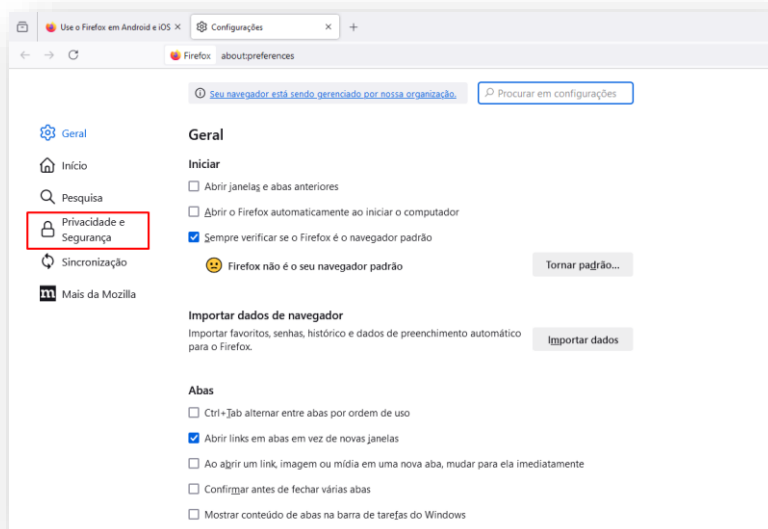 Use o Firefox em Android e iOS
Configurações
Firefox
about:preferences
Seu navegador está sendo gerenciado por nossa organização.
Procurar em configurações
Geral
Início
Pesquisa
Privacidade e
Segurança
Sincronização
m Mais da Mozilla
Geral
Iniciar
Abrir janelas e abas anteriores
Abrir o Firefox automaticamente ao iniciar o computador
Sempre verificar se o Firefox é o navegador padrão
Firefox não é o seu navegador padrão
Tornar padrão...
Importar dados de navegador
Importar favoritos, senhas, histórico e dados de preenchimento automático
para o Firefox.
Importar dados
Abas
Ctrl+Tab alternar entre abas por ordem de uso
Abrir links em abas em vez de novas janelas
Ao abrir um link, imagem ou mídia em uma nova aba, mudar para ela imediatamente
Confirmar antes de fechar várias abas
Mostrar conteúdo de abas na barra de tarefas do Windows